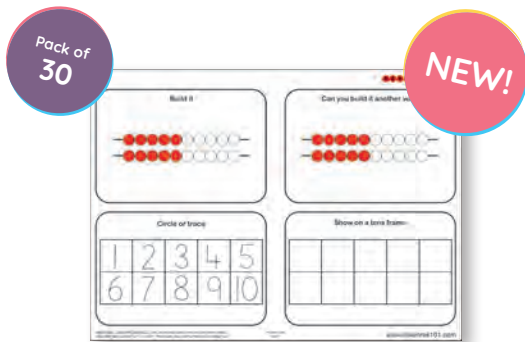 Pack of
30
NEW!
Build it
Can you build it another
Circle or trace
Show on a tens frame
1 2 3 4 5
6 7 8 9 10